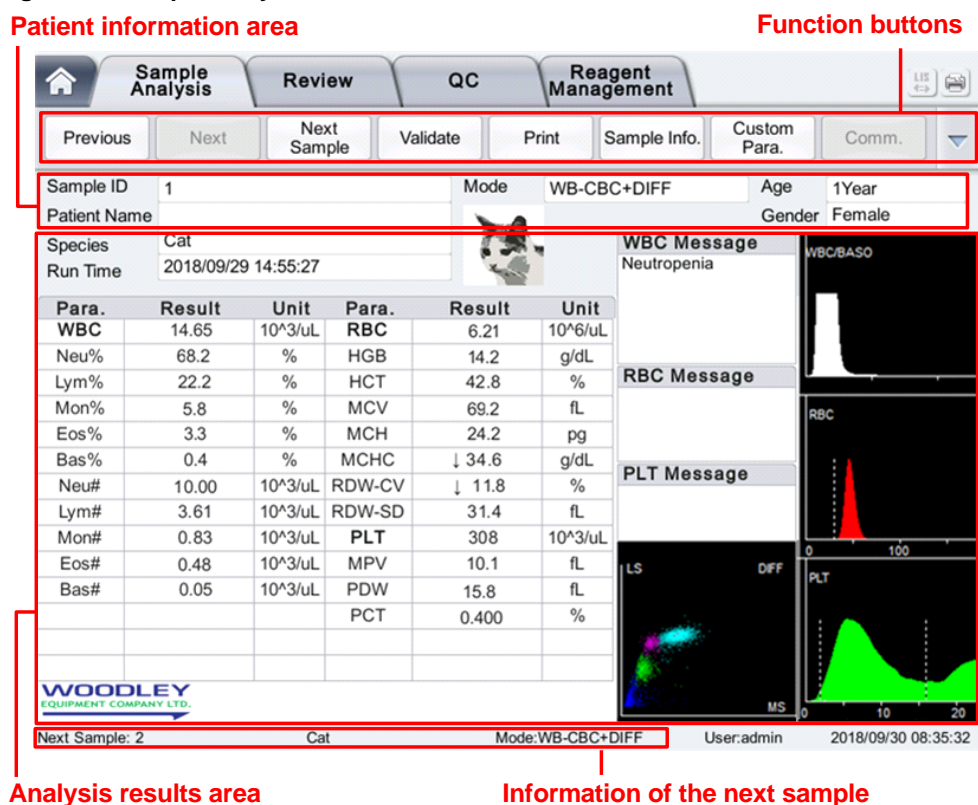 Patient information area
Function buttons
Sample Analysis Review QC Reagent Management LIS
Previous Next Next Sample Validate Print Sample Info. Custom Para. Comm.
Sample ID 1 Mode WB-CBC+DIFF Age 1Year
Patient Name Gender Female
Species Cat WBC Message WBC/BASO
Run Time 2018/09/29 14:55:27 Neutropenia
Para. Result Unit Para. Result Unit
WBC 14.65 10^3/uL RBC 6.21 10^6/uL
Neu% 68.2 % HGB 14.2 g/dL
Lym% 22.2 % HCT 42.8 % RBC Message
Mon% 5.8 % MCV 69.2 fL RBC
Eos% 3.3 % MCH 24.2 pg
Bas% 0.4 % MCHC ↓ 34.6 g/dL PLT Message
Neu# 10.00 10^3/uL RDW-CV ↓ 11.8 %
Lym# 3.61 10^3/uL RDW-SD 31.4 fL
Mon# 0.83 10^3/uL PLT 308 10^3/uL 0 100
Eos# 0.48 10^3/uL MPV 10.1 fL LS DIFF PLT
Bas# 0.05 10^3/uL PDW 15.8 fL
PCT 0.400 %
WOODLEY
EQUIPMENT COMPANY LTD.
MS 0 10 20
Next Sample: 2 Cat Mode:WB-CBC+DIFF User:admin 2018/09/30 08:35:32
Analysis results area
Information of the next sample